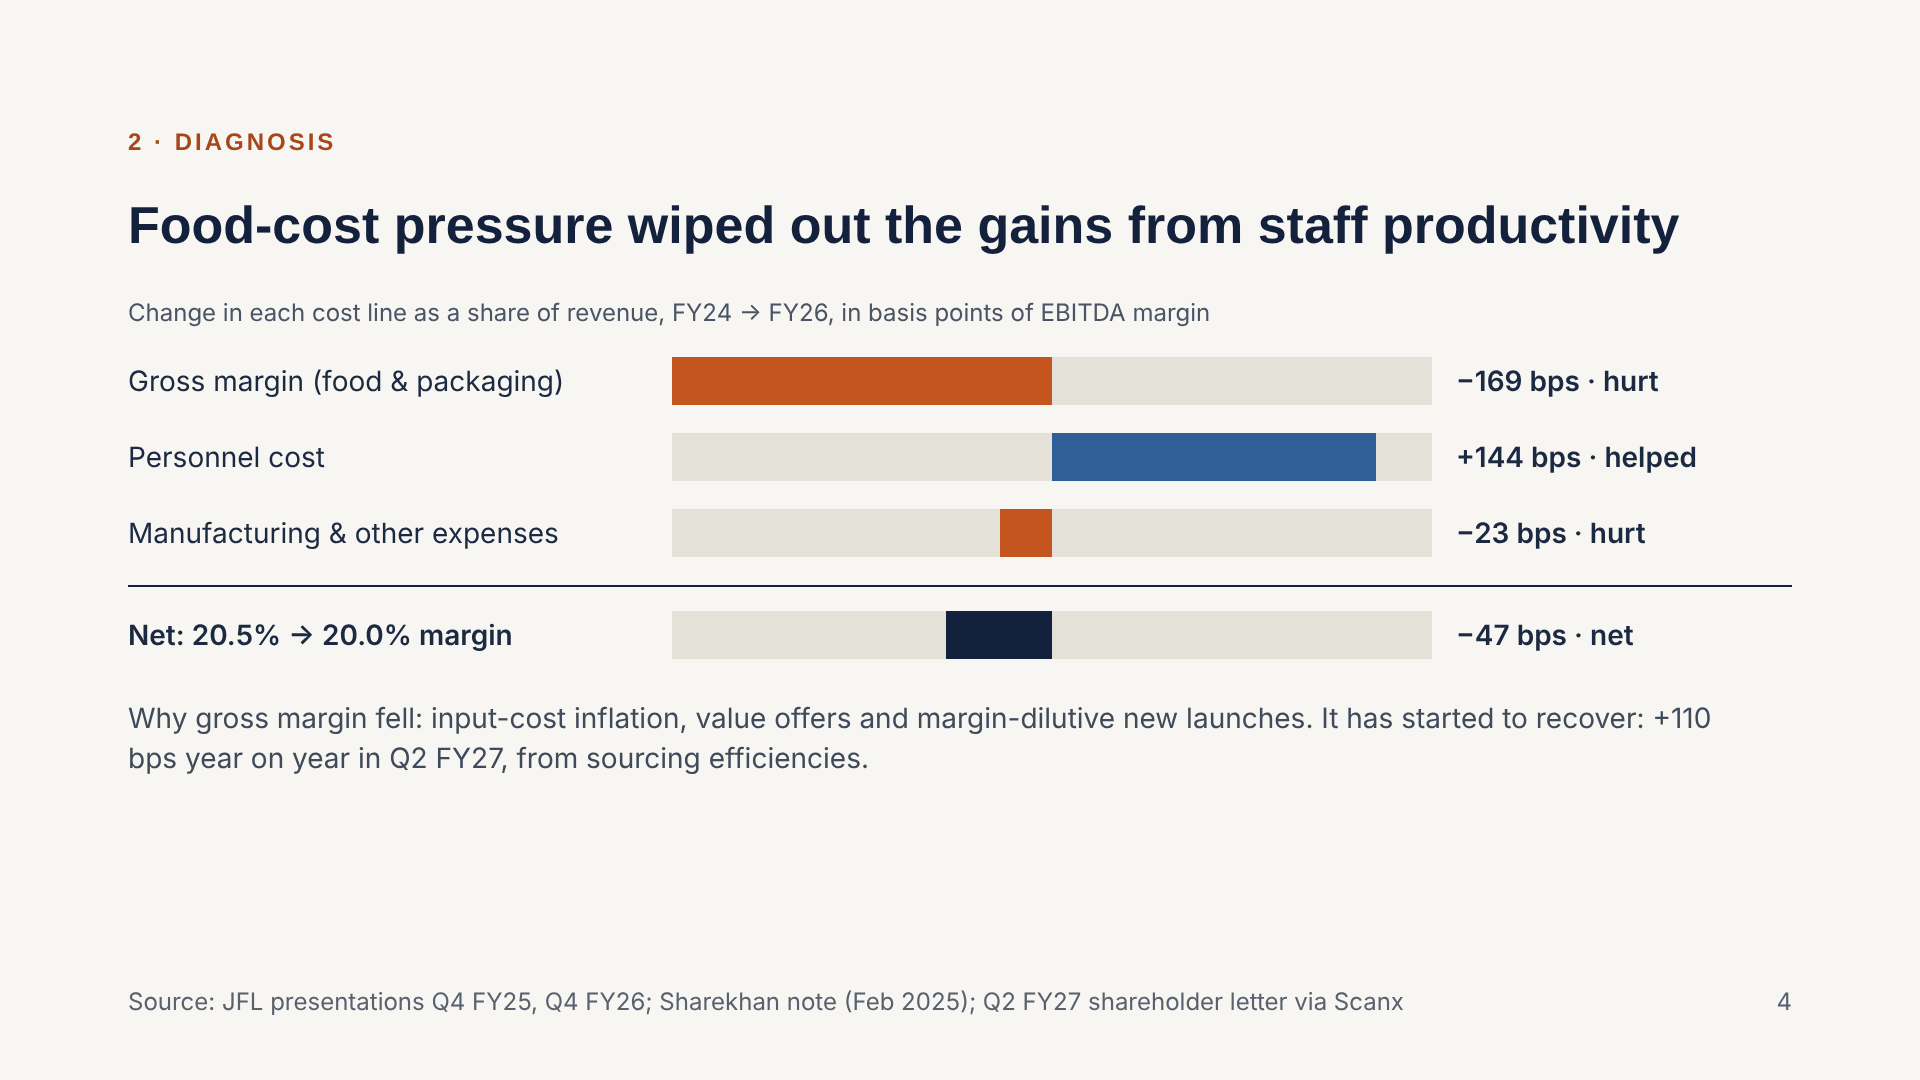 2 · DIAGNOSIS
Food-cost pressure wiped out the gains from staff productivity
Change in each cost line as a share of revenue, FY24 → FY26, in basis points of EBITDA margin
Gross margin (food & packaging)
−169 bps · hurt
Personnel cost
+144 bps · helped
Manufacturing & other expenses
−23 bps · hurt
Net: 20.5% → 20.0% margin
−47 bps · net
Why gross margin fell: input-cost inflation, value offers and margin-dilutive new launches. It has started to recover: +110
bps year on year in Q2 FY27, from sourcing efficiencies.
Source: JFL presentations Q4 FY25, Q4 FY26; Sharekhan note (Feb 2025); Q2 FY27 shareholder letter via Scanx
4